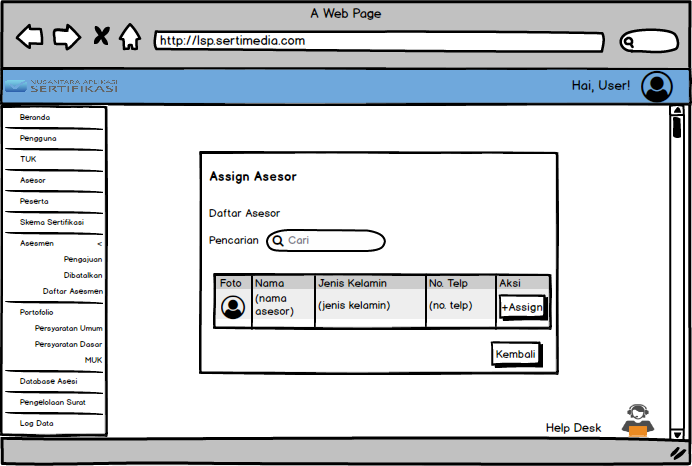 A Web Page
http://lsp.sertimedia.com
NUSANTARA APLIKASI
SERTIFIKASI
Hai, User!
Beranda
Pengguna
TUK
Asesor
Peserta
Skema Sertifikasi
Asesmen <
Pengajuan
Dibatalkan
Daftar Asesmen
Portofolio
Persyaratan Umum
Persyaratan Dasar
MUK
Database Asesi
Pengelolaan Surat
Log Data
Assign Asesor
Daftar Asesor
Pencarian Cari
Foto Nama Jenis Kelamin No. Telp Aksi
(nama asesor) (jenis kelamin) (no. telp) +Assign
Kembali
Help Desk